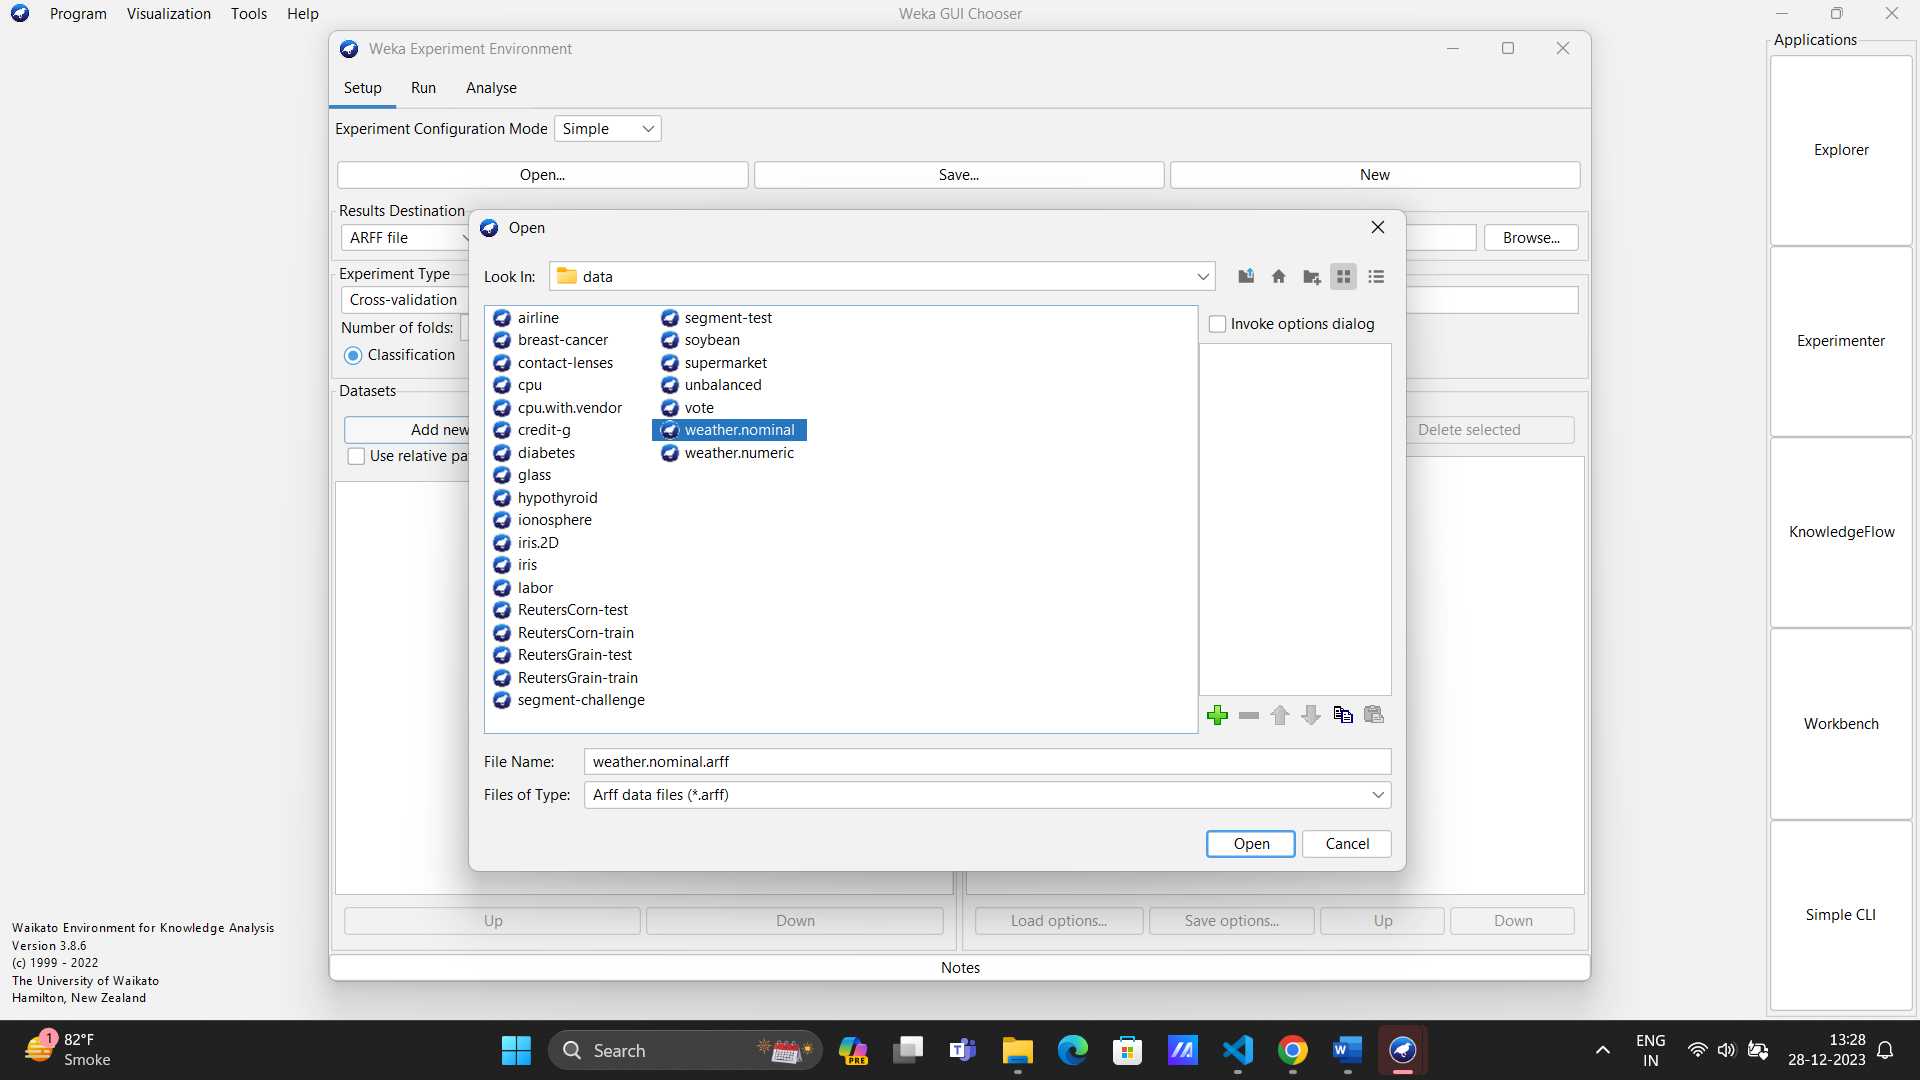 Program Visualization Tools Help
Weka GUI Chooser
Applications
Weka Experiment Environment
Setup Run Analyse
Experiment Configuration Mode Simple
Open... Save... New
Results Destination
ARFF file
Browse...
Experiment Type
Cross-validation
Number of folds:
Classification
Datasets
Add new
Use relative pa
Delete selected
Open
Look In: data
airline
breast-cancer
contact-lenses
cpu
cpu.with.vendor
credit-g
diabetes
glass
hypothyroid
ionosphere
iris.2D
iris
labor
ReutersCorn-test
ReutersCorn-train
ReutersGrain-test
ReutersGrain-train
segment-challenge
segment-test
soybean
supermarket
unbalanced
vote
weather.nominal
weather.numeric
Invoke options dialog
File Name: weather.nominal.arff
Files of Type: Arff data files (*.arff)
Open Cancel
Up Down
Load options... Save options... Up Down
Notes
Explorer
Experimenter
KnowledgeFlow
Workbench
Simple CLI
Waikato Environment for Knowledge Analysis
Version 3.8.6
(c) 1999 - 2022
The University of Waikato
Hamilton, New Zealand
1
82°F
Smoke
Search
PRE
ENG
IN
13:28
28-12-2023